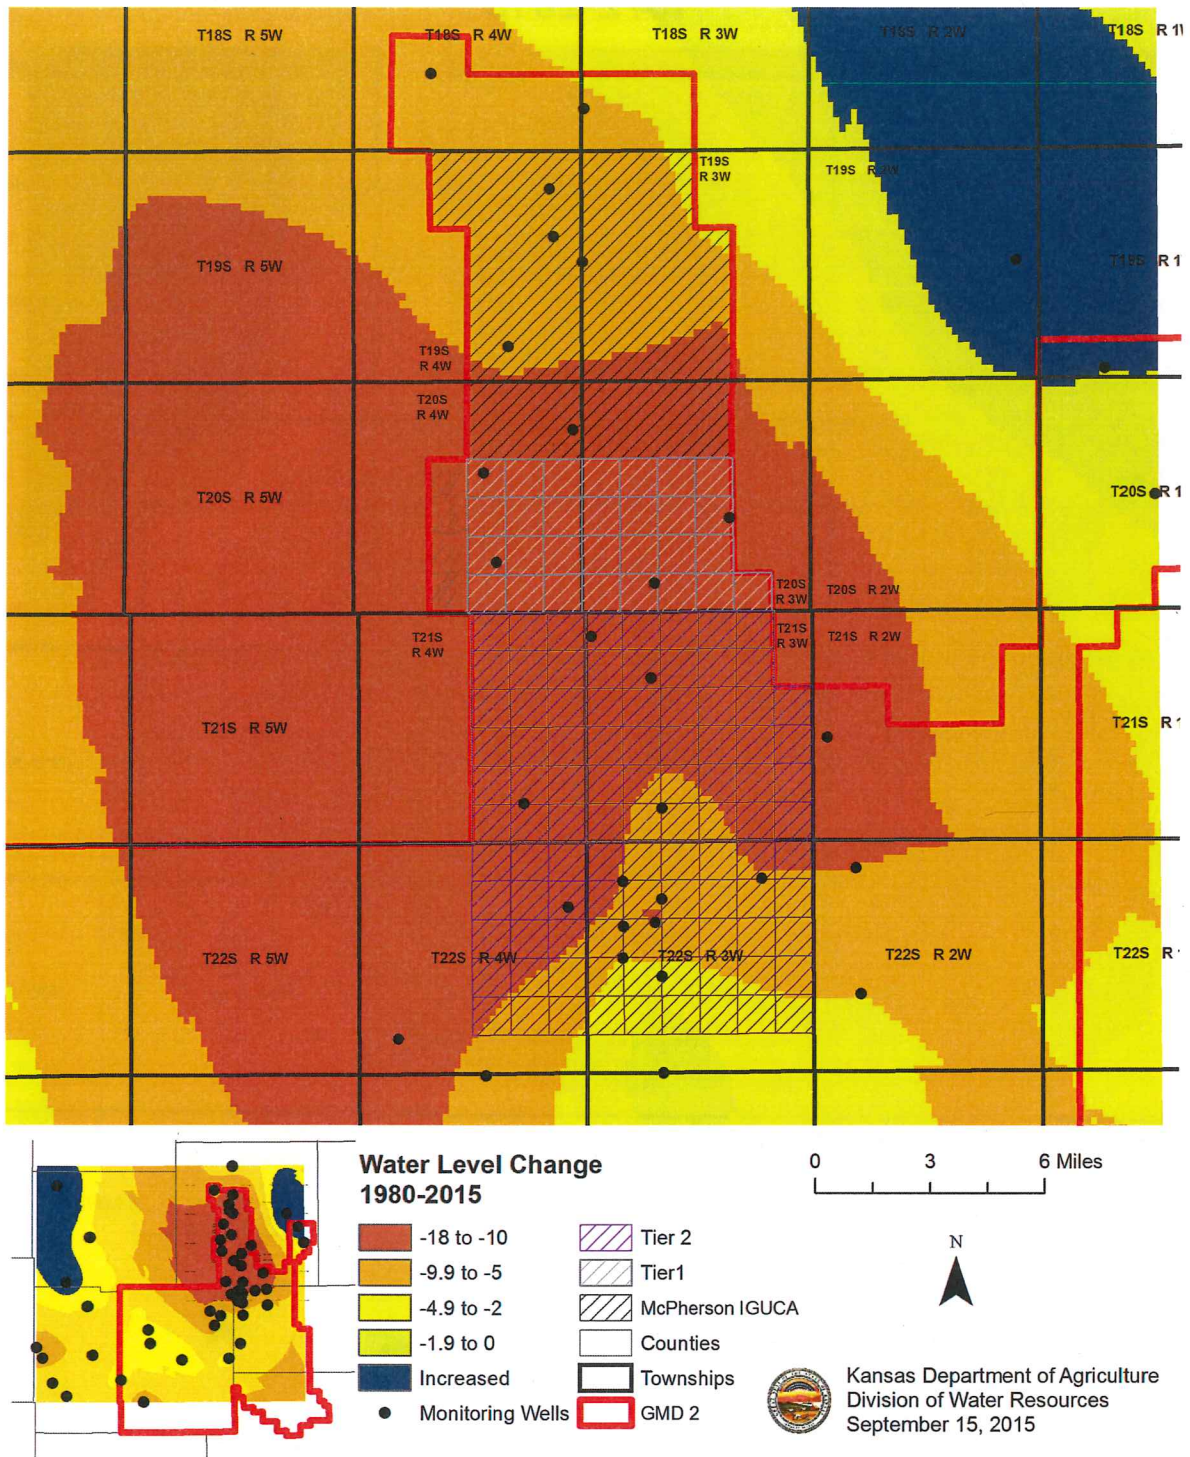 T18S R 5W
T18S R 4W
T18S R 3W
T18S R 2W
T18S R 1W
T19S
R 3W
T19S R 2W
T19S R 5W
T19S R 1
T19S
R 4W
T20S
R 4W
T20S R 5W
T20S R 1
T20S
R 3W
T20S R 2W
T21S
R 4W
T21S
R 3W
T21S R 2W
T21S R 5W
T21S R 1
T22S R 5W
T22S R 4W
T22S R 3W
T22S R 2W
T22S R
Water Level Change
1980-2015
-18 to -10
-9.9 to -5
-4.9 to -2
-1.9 to 0
Increased
Monitoring Wells
Tier 2
Tier1
McPherson IGUCA
Counties
Townships
GMD 2
0 3 6 Miles
N
Kansas Department of Agriculture
Division of Water Resources
September 15, 2015